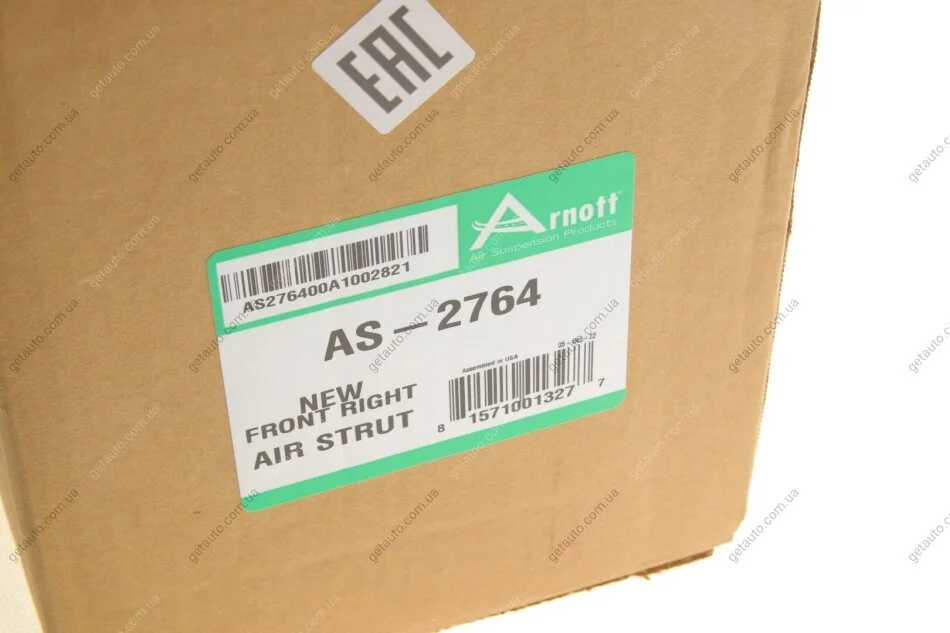 EAC
Arnott
Air Suspension Products
AS276400A1002821
AS-2764
Assembled in USA
NEW
FRONT RIGHT
AIR STRUT
8 1571001327 7
getauto.com.ua